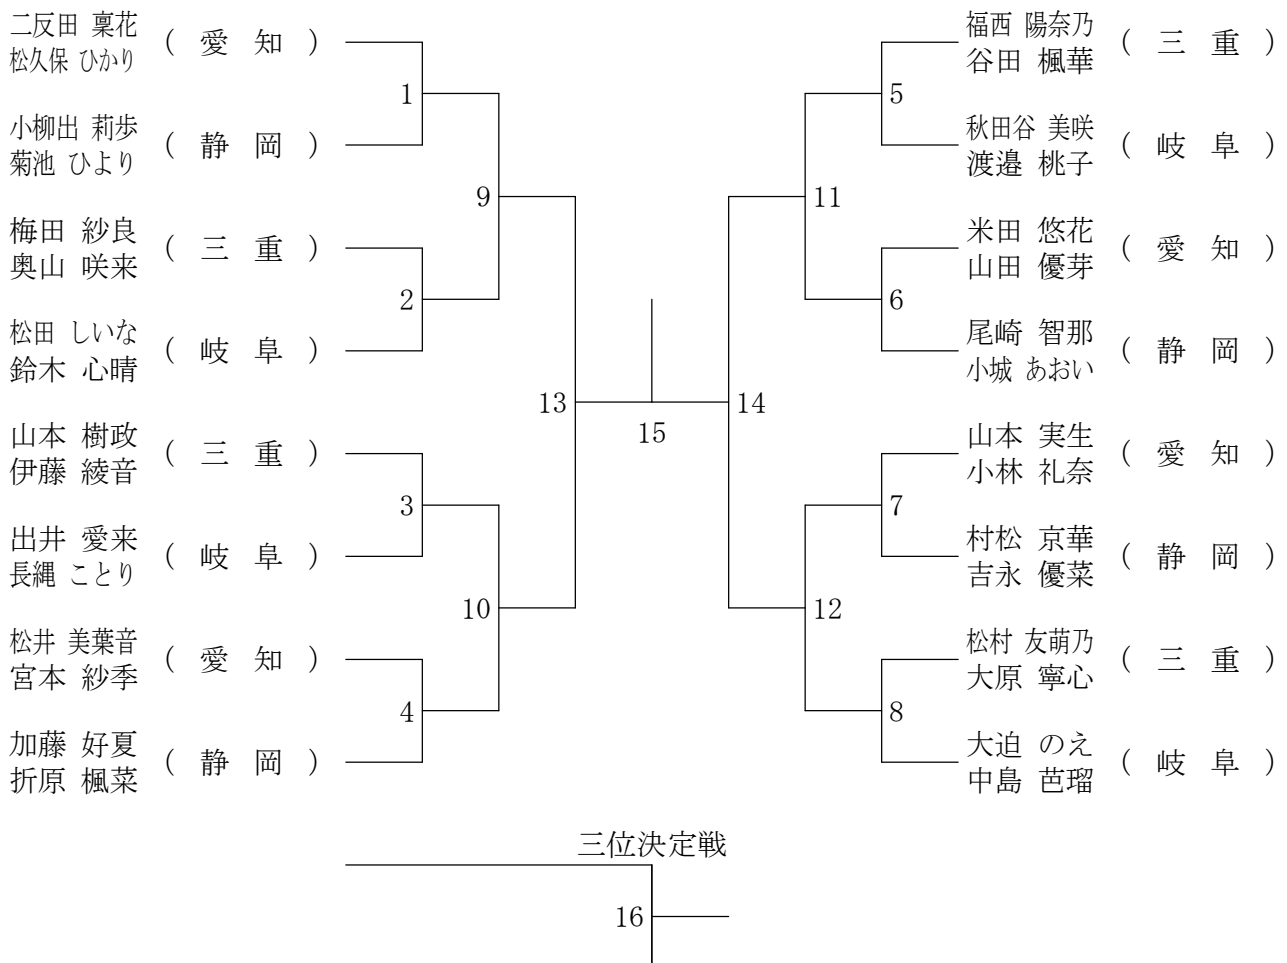 二反田 稟花
松久保 ひかり
( 愛 知 )
1
小柳出 莉歩
菊池 ひより
( 静 岡 )
9
梅田 紗良
奥山 咲来
( 三 重 )
2
松田 しいな
鈴木 心晴
( 岐 阜 )
13
山本 樹政
伊藤 綾音
( 三 重 )
3
出井 愛来
長縄 ことり
( 岐 阜 )
10
松井 美葉音
宮本 紗季
( 愛 知 )
4
加藤 好夏
折原 楓菜
( 静 岡 )
15
福西 陽奈乃
谷田 楓華
( 三 重 )
5
秋田谷 美咲
渡邉 桃子
( 岐 阜 )
11
米田 悠花
山田 優芽
( 愛 知 )
6
尾崎 智那
小城 あおい
( 静 岡 )
14
山本 実生
小林 礼奈
( 愛 知 )
7
村松 京華
吉永 優菜
( 静 岡 )
12
松村 友萌乃
大原 寧心
( 三 重 )
8
大迫 のえ
中島 芭瑠
( 岐 阜 )
三位決定戦
16